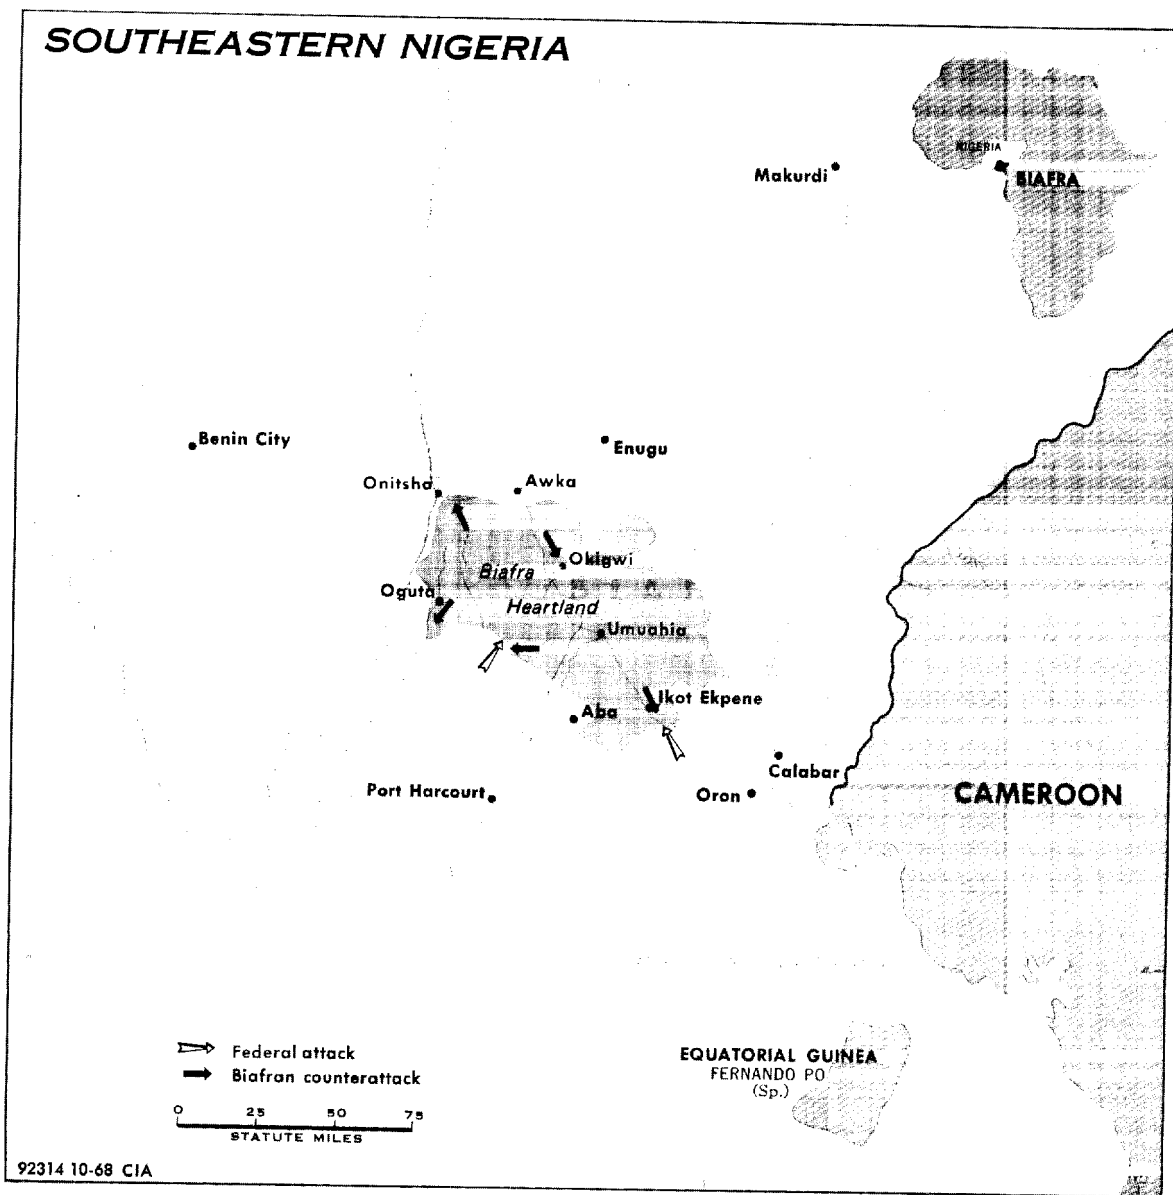 SOUTHEASTERN NIGERIA
NIGERIA
BIAFRA
Makurdi
Benin City
Enugu
Onitsha
Awka
Okigwi
Biafra
Oguta
Heartland
Umuahia
Ikot Ekpene
Aba
Calabar
Port Harcourt
Oron
CAMEROON
Federal attack
EQUATORIAL GUINEA
FERNANDO PO
Biafran counterattack
(Sp.)
0 25 50 75
STATUTE MILES
92314 10-68 CIA